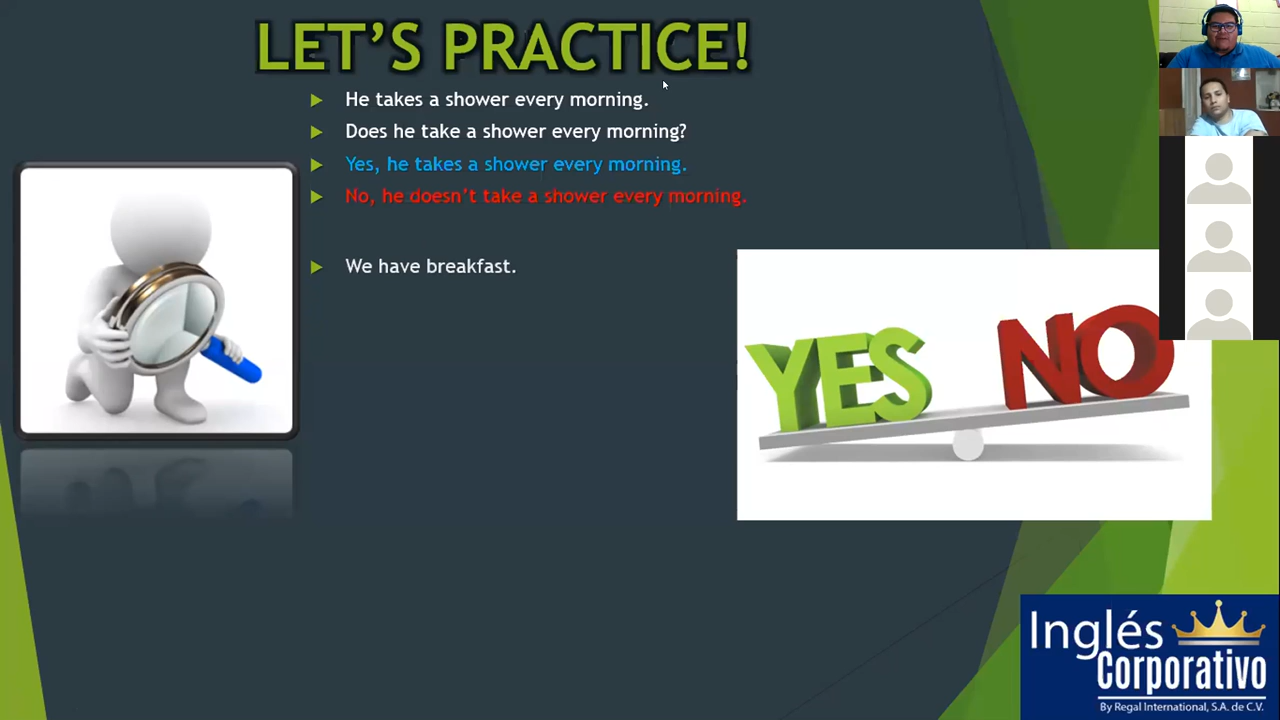 LET'S PRACTICE!
He takes a shower every morning.
Does he take a shower every morning?
Yes, he takes a shower every morning.
No, he doesn't take a shower every morning.
We have breakfast.
YES NO
Inglés
Corporativo
By Regal International, S.A. de C.V.